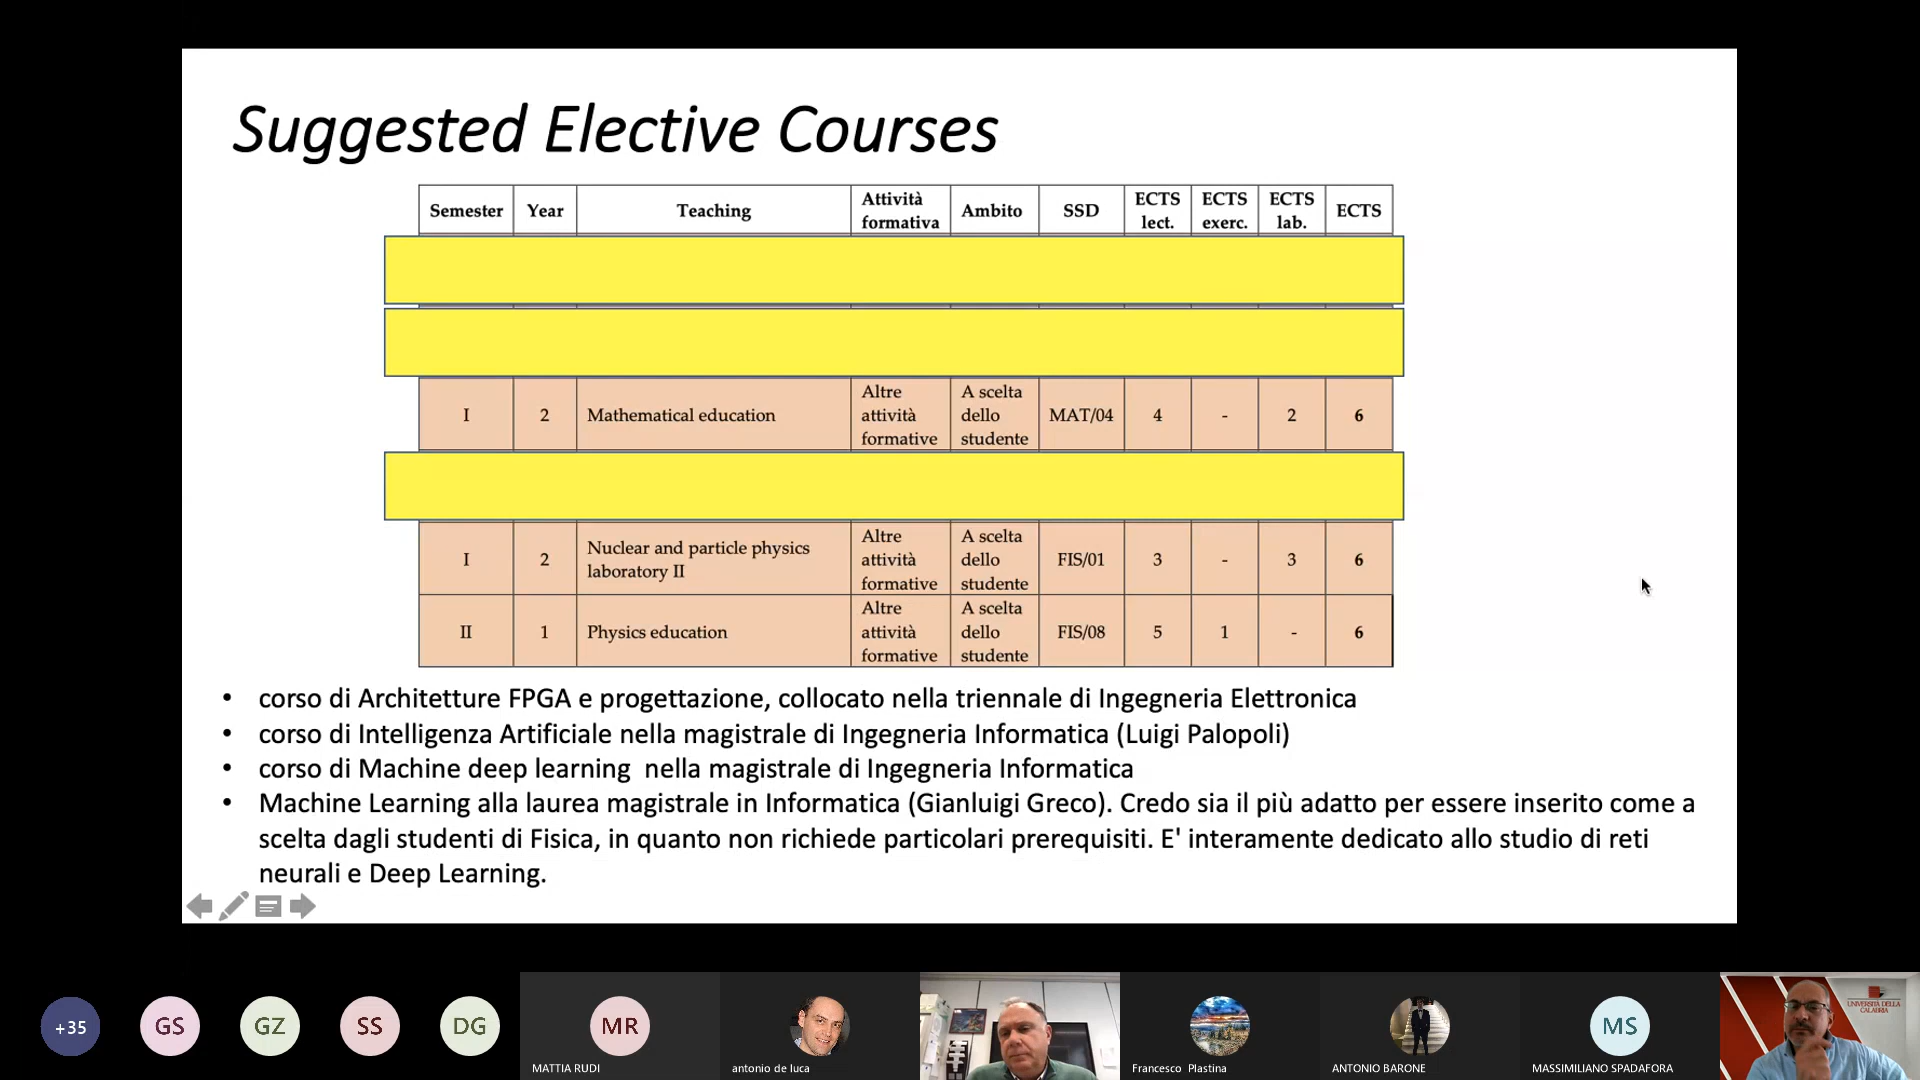 Suggested Elective Courses
Semester Year Teaching Attività formativa Ambito SSD ECTS lect. ECTS exerc. ECTS lab. ECTS
I 2 Mathematical education Altre attività formative A scelta dello studente MAT/04 4 - 2 6
I 2 Nuclear and particle physics laboratory II Altre attività formative A scelta dello studente FIS/01 3 - 3 6
II 1 Physics education Altre attività formative A scelta dello studente FIS/08 5 1 - 6
• corso di Architetture FPGA e progettazione, collocato nella triennale di Ingegneria Elettronica
• corso di Intelligenza Artificiale nella magistrale di Ingegneria Informatica (Luigi Palopoli)
• corso di Machine deep learning nella magistrale di Ingegneria Informatica
• Machine Learning alla laurea magistrale in Informatica (Gianluigi Greco). Credo sia il più adatto per essere inserito come a
scelta dagli studenti di Fisica, in quanto non richiede particolari prerequisiti. E' interamente dedicato allo studio di reti
neurali e Deep Learning.
+35 GS GZ SS DG MR MS
UNIVERSITÀ DELLA
CALABRIA
MATTIA RUDI antonio de luca Francesco Plastina ANTONIO BARONE MASSIMILIANO SPADAFORA